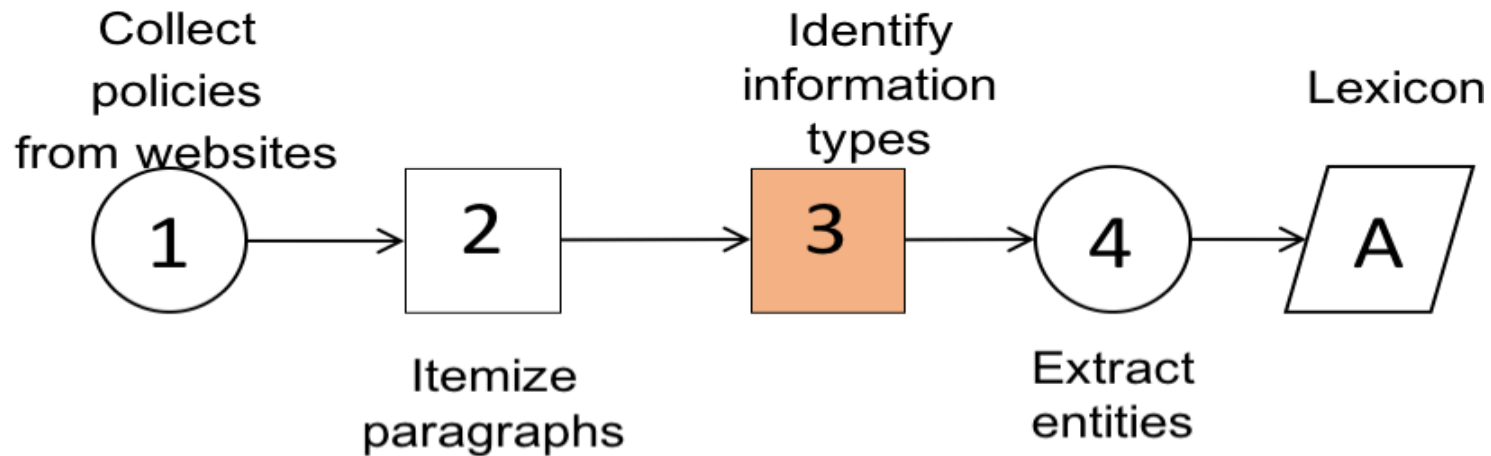 Collect
policies
from websites
1
Itemize
paragraphs
2
Identify
information
types
3
4
Extract
entities
Lexicon
A